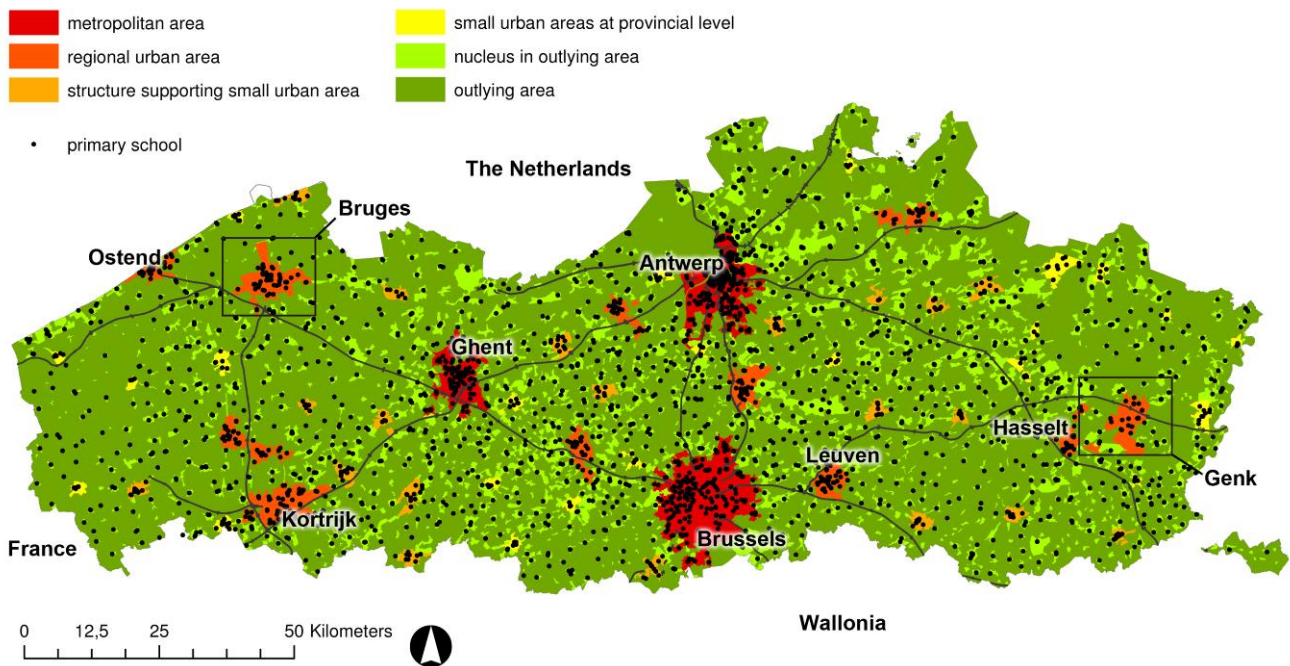 metropolitan area
regional urban area
structure supporting small urban area
small urban areas at provincial level
nucleus in outlying area
outlying area
primary school
The Netherlands
Bruges
Ostend
Antwerp
Ghent
Hasselt
Leuven
Genk
Kortrijk
Brussels
France
Wallonia
0 12,5 25 50 Kilometers